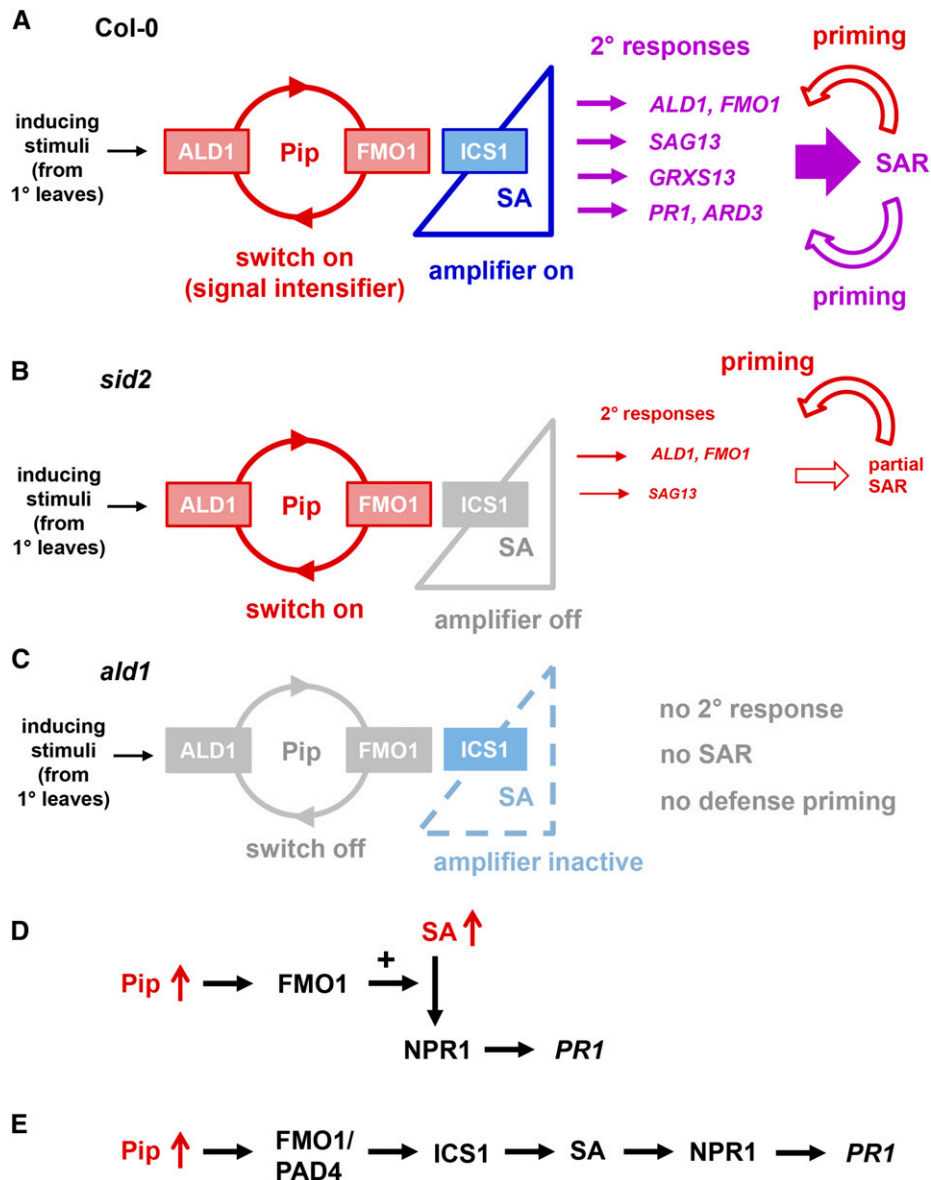 A
Col-0
inducing
stimuli
(from
1° leaves)
ALD1
Pip
FMO1
switch on
(signal intensifier)
ICS1
SA
amplifier on
2° responses
ALD1, FMO1
SAG13
GRXS13
PR1, ARD3
priming
SAR
priming
B
sid2
inducing
stimuli
(from
1° leaves)
ALD1
Pip
FMO1
switch on
ICS1
SA
amplifier off
2° responses
ALD1, FMO1
SAG13
priming
partial
SAR
C
ald1
inducing
stimuli
(from
1° leaves)
ALD1
Pip
FMO1
switch off
ICS1
SA
amplifier inactive
no 2° response
no SAR
no defense priming
D
SA
Pip
FMO1
+
NPR1
PR1
E
Pip
FMO1/
PAD4
ICS1
SA
NPR1
PR1